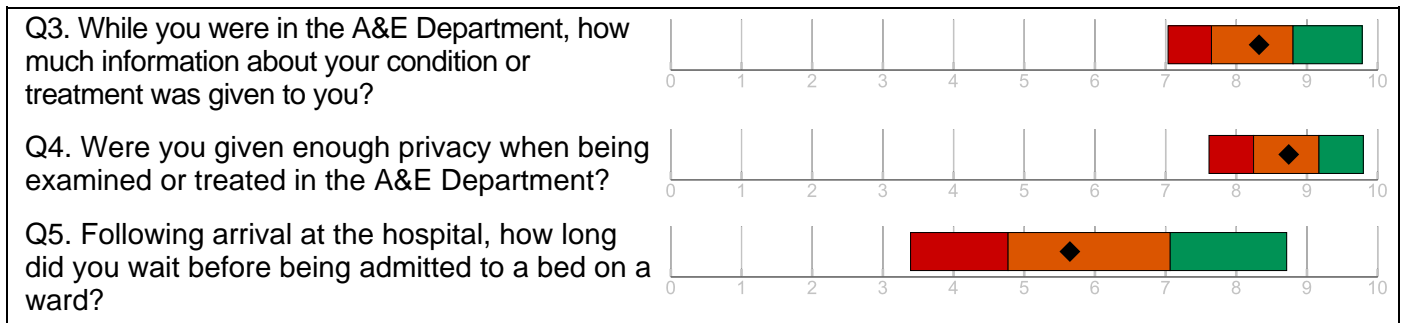 Q3. While you were in the A&E Department, how
much information about your condition or
treatment was given to you?
0 1 2 3 4 5 6 7 8 9 10
Q4. Were you given enough privacy when being
examined or treated in the A&E Department?
0 1 2 3 4 5 6 7 8 9 10
Q5. Following arrival at the hospital, how long
did you wait before being admitted to a bed on a
ward?
0 1 2 3 4 5 6 7 8 9 10